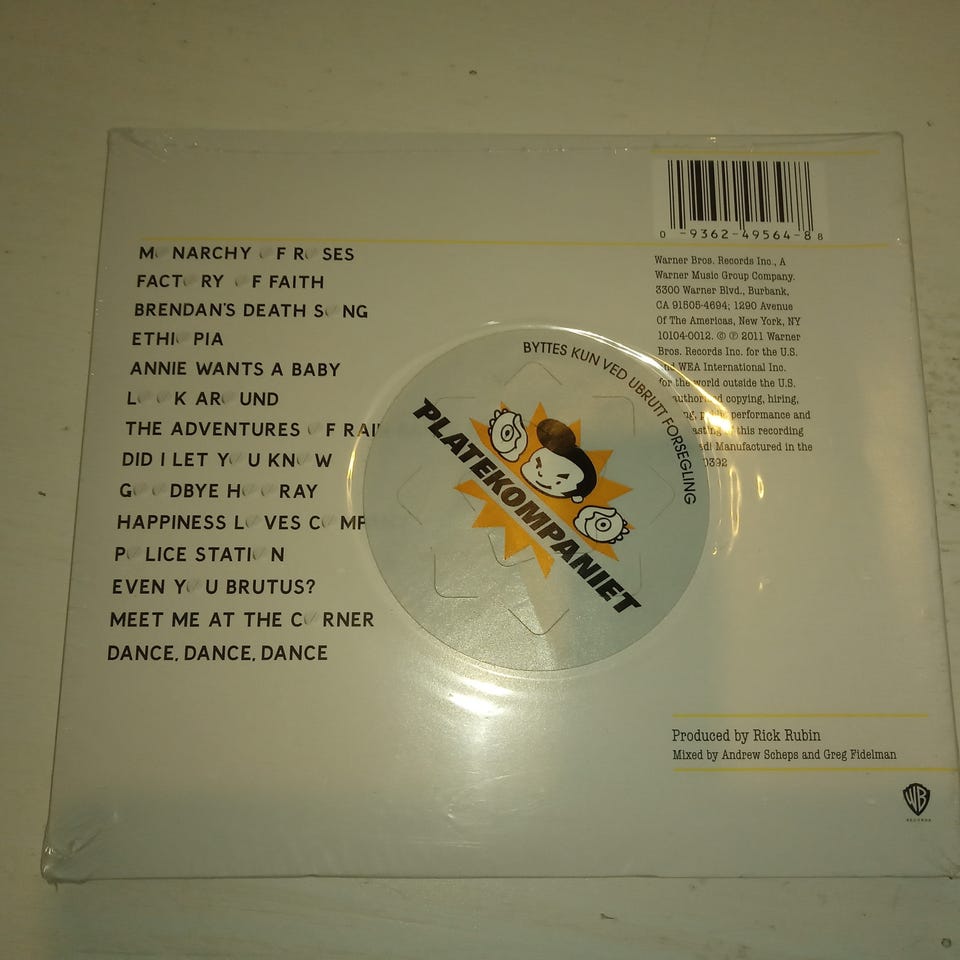 0 -9362-49564-8 8
MONARCHY OF ROSES
FACTORY OF FAITH
BRENDAN'S DEATH SONG
ETHIOPIA
ANNIE WANTS A BABY
LOOK AROUND
THE ADVENTURES OF
DID I LET YOU KNOW
GOODBYE HOORAY
HAPPINESS LOVES
POLICE STATION
EVEN YOU BRUTUS?
MEET ME AT THE CORNER
DANCE, DANCE, DANCE
Warner Bros. Records Inc., A
Warner Music Group Company.
3300 Warner Blvd., Burbank,
CA 91505-4694; 1290 Avenue
Of The Americas, New York, NY
10104-0012. © ℗ 2011 Warner
Bros. Records Inc. for the U.S.
and WEA International Inc.
for the world outside the U.S.
copying, hiring,
performance and
this recording
Manufactured in the
BYTTES KUN VED UBRUTT FORSEGLING
PLATEKOMPANIET
Produced by Rick Rubin
Mixed by Andrew Scheps and Greg Fidelman
WB
RECORDS